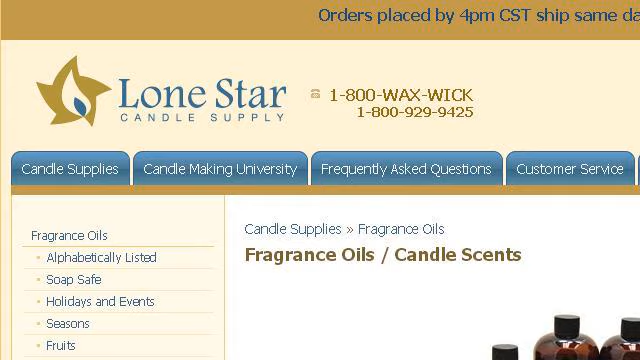 Orders placed by 4pm CST ship same da
Lone Star
CANDLE SUPPLY
1-800-WAX-WICK
1-800-929-9425
Candle Supplies
Candle Making University
Frequently Asked Questions
Customer Service
Fragrance Oils
Alphabetically Listed
Soap Safe
Holidays and Events
Seasons
Fruits
Candle Supplies » Fragrance Oils
Fragrance Oils / Candle Scents